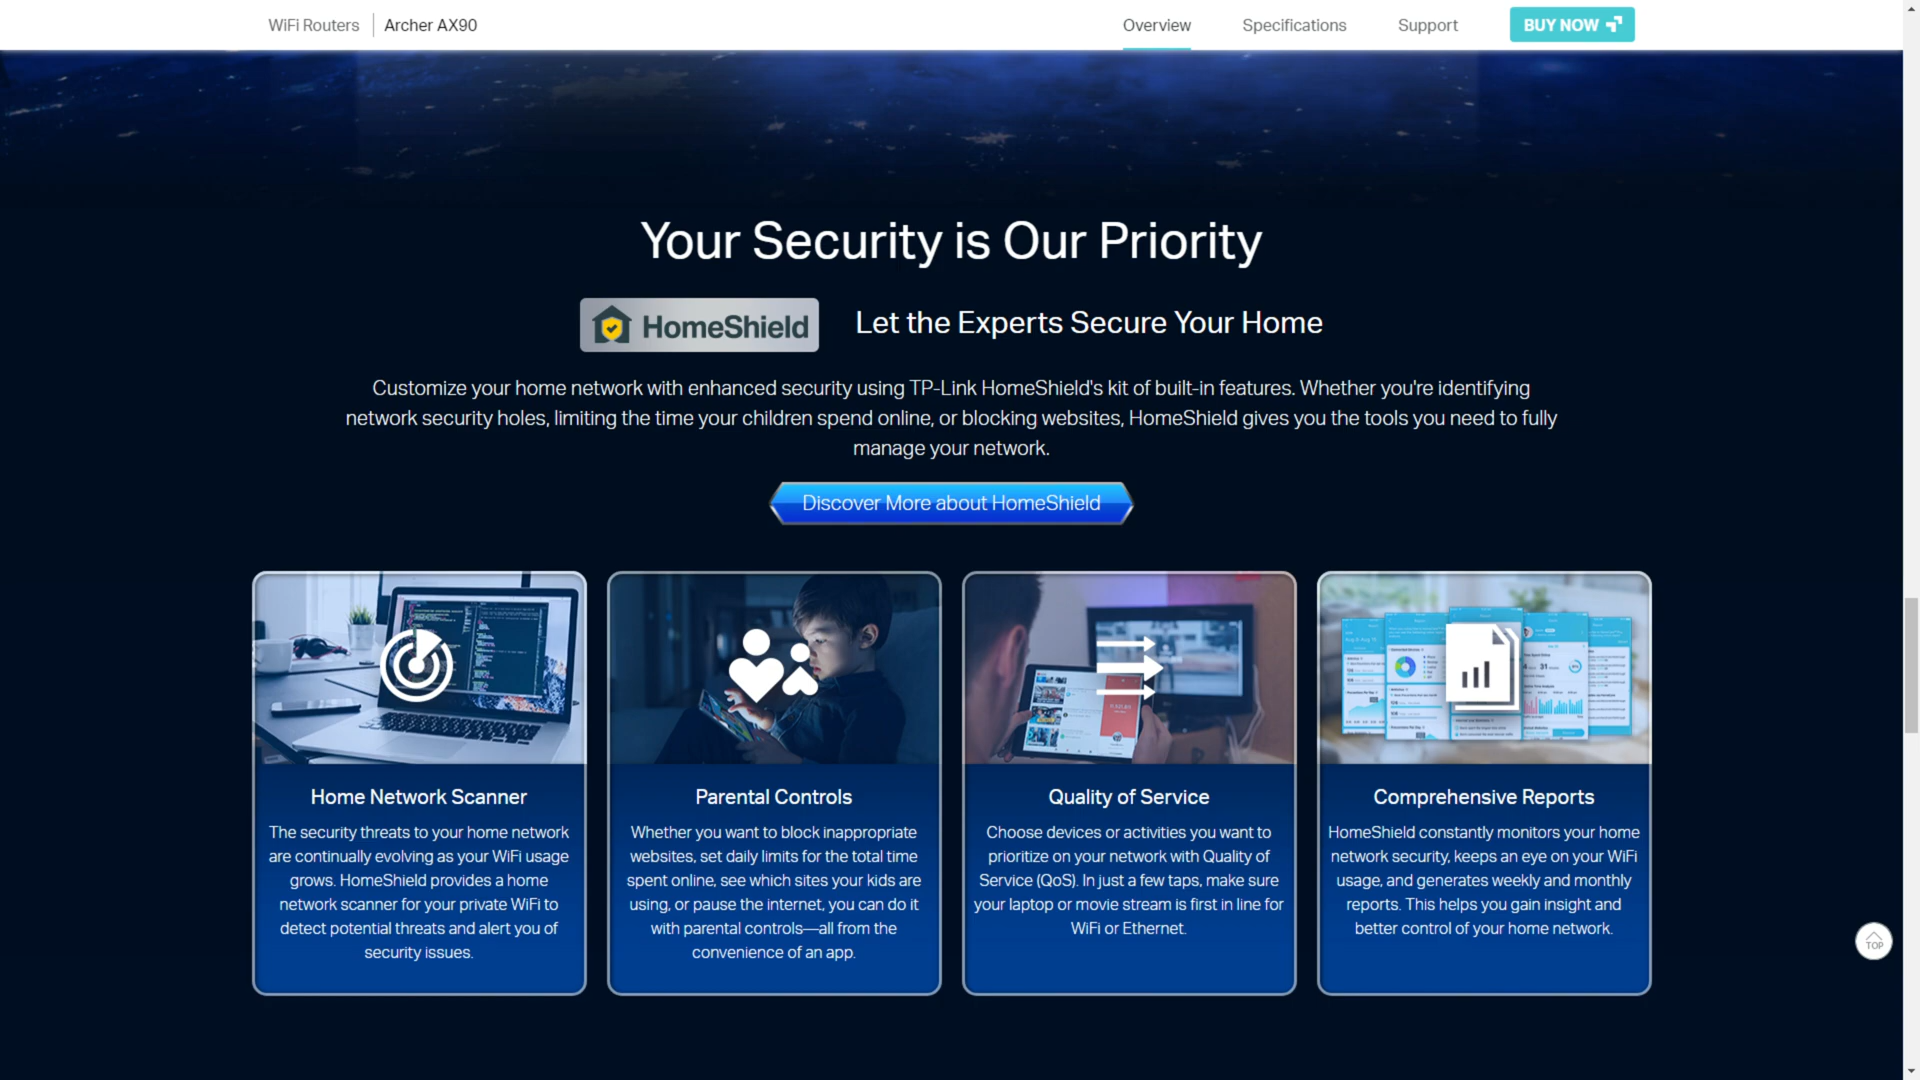 WiFi Routers
Archer AX90
Overview
Specifications
Support
BUY NOW
Your Security is Our Priority
HomeShield
Let the Experts Secure Your Home
Customize your home network with enhanced security using TP-Link HomeShield's kit of built-in features. Whether you're identifying
network security holes, limiting the time your children spend online, or blocking websites, HomeShield gives you the tools you need to fully
manage your network.
Discover More about HomeShield
Home Network Scanner
The security threats to your home network
are continually evolving as your WiFi usage
grows. HomeShield provides a home
network scanner for your private WiFi to
detect potential threats and alert you of
security issues.
Parental Controls
Whether you want to block inappropriate
websites, set daily limits for the total time
spent online, see which sites your kids are
using, or pause the internet, you can do it
with parental controls—all from the
convenience of an app.
Quality of Service
Choose devices or activities you want to
prioritize on your network with Quality of
Service (QoS). In just a few taps, make sure
your laptop or movie stream is first in line for
WiFi or Ethernet.
Comprehensive Reports
HomeShield constantly monitors your home
network security, keeps an eye on your WiFi
usage, and generates weekly and monthly
reports. This helps you gain insight and
better control of your home network.
TOP